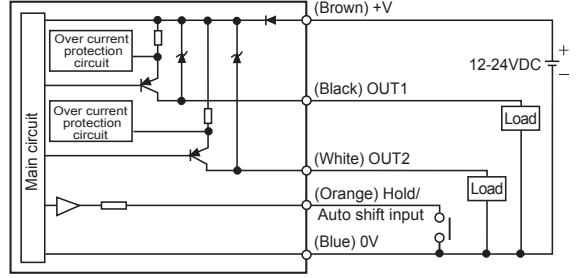 (Brown) +V
Over current
protection
circuit
12-24VDC
+
−
(Black) OUT1
Load
Over current
protection
circuit
Main circuit
(White) OUT2
Load
(Orange) Hold/
Auto shift input
(Blue) 0V